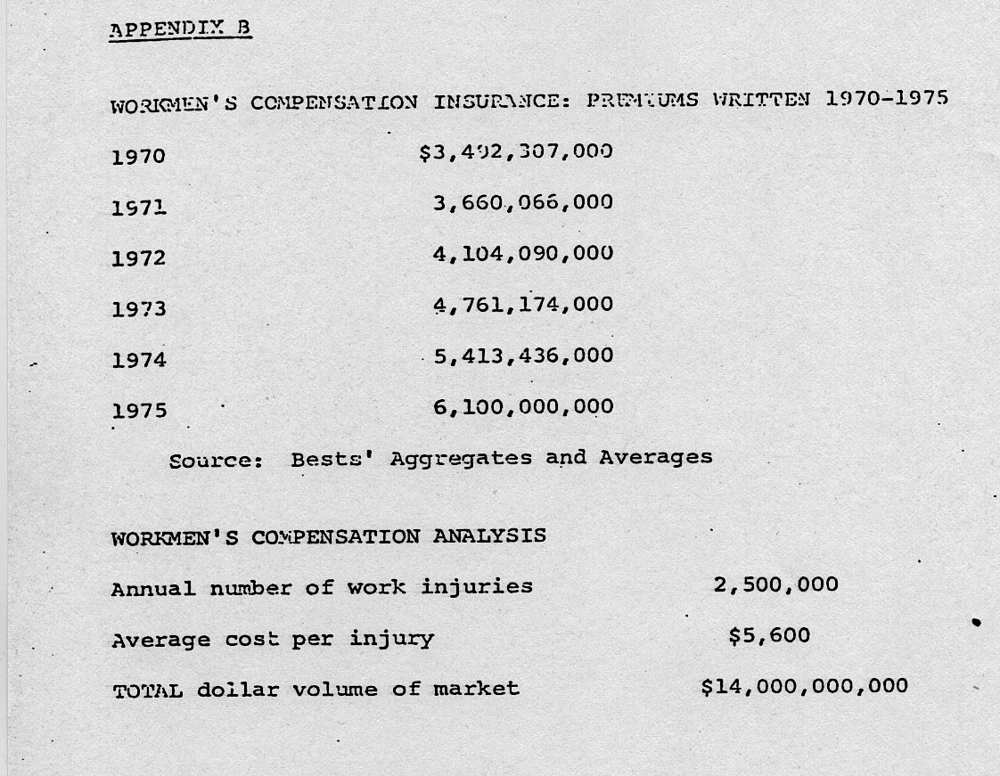 APPENDIX B
WORKMEN'S COMPENSATION INSURANCE: PREMIUMS WRITTEN 1970-1975
1970 $3,492,307,000
1971 3,660,066,000
1972 4,104,090,000
1973 4,761,174,000
1974 5,413,436,000
1975 6,100,000,000
Source: Bests' Aggregates and Averages
WORKMEN'S COMPENSATION ANALYSIS
Annual number of work injuries 2,500,000
Average cost per injury $5,600
TOTAL dollar volume of market $14,000,000,000